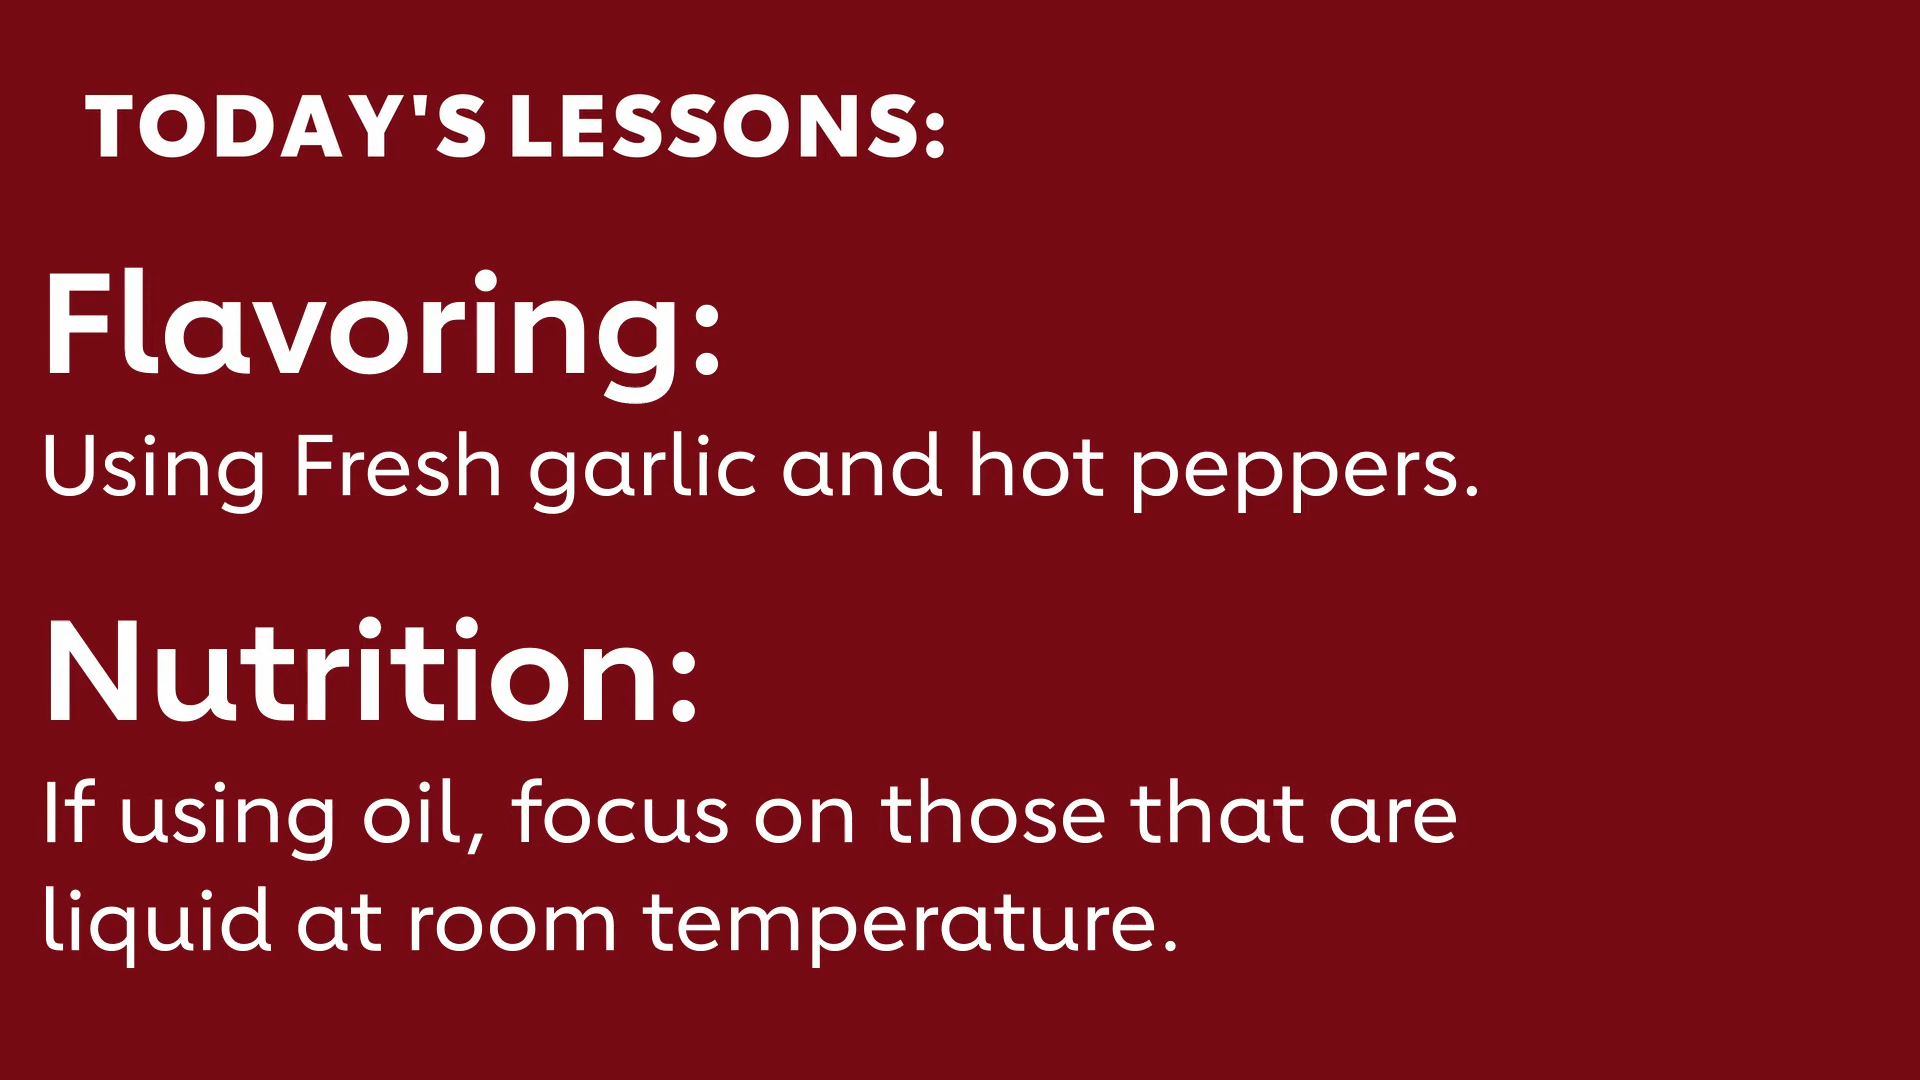 TODAY'S LESSONS:
Flavoring:
Using Fresh garlic and hot peppers.
Nutrition:
If using oil, focus on those that are
liquid at room temperature.